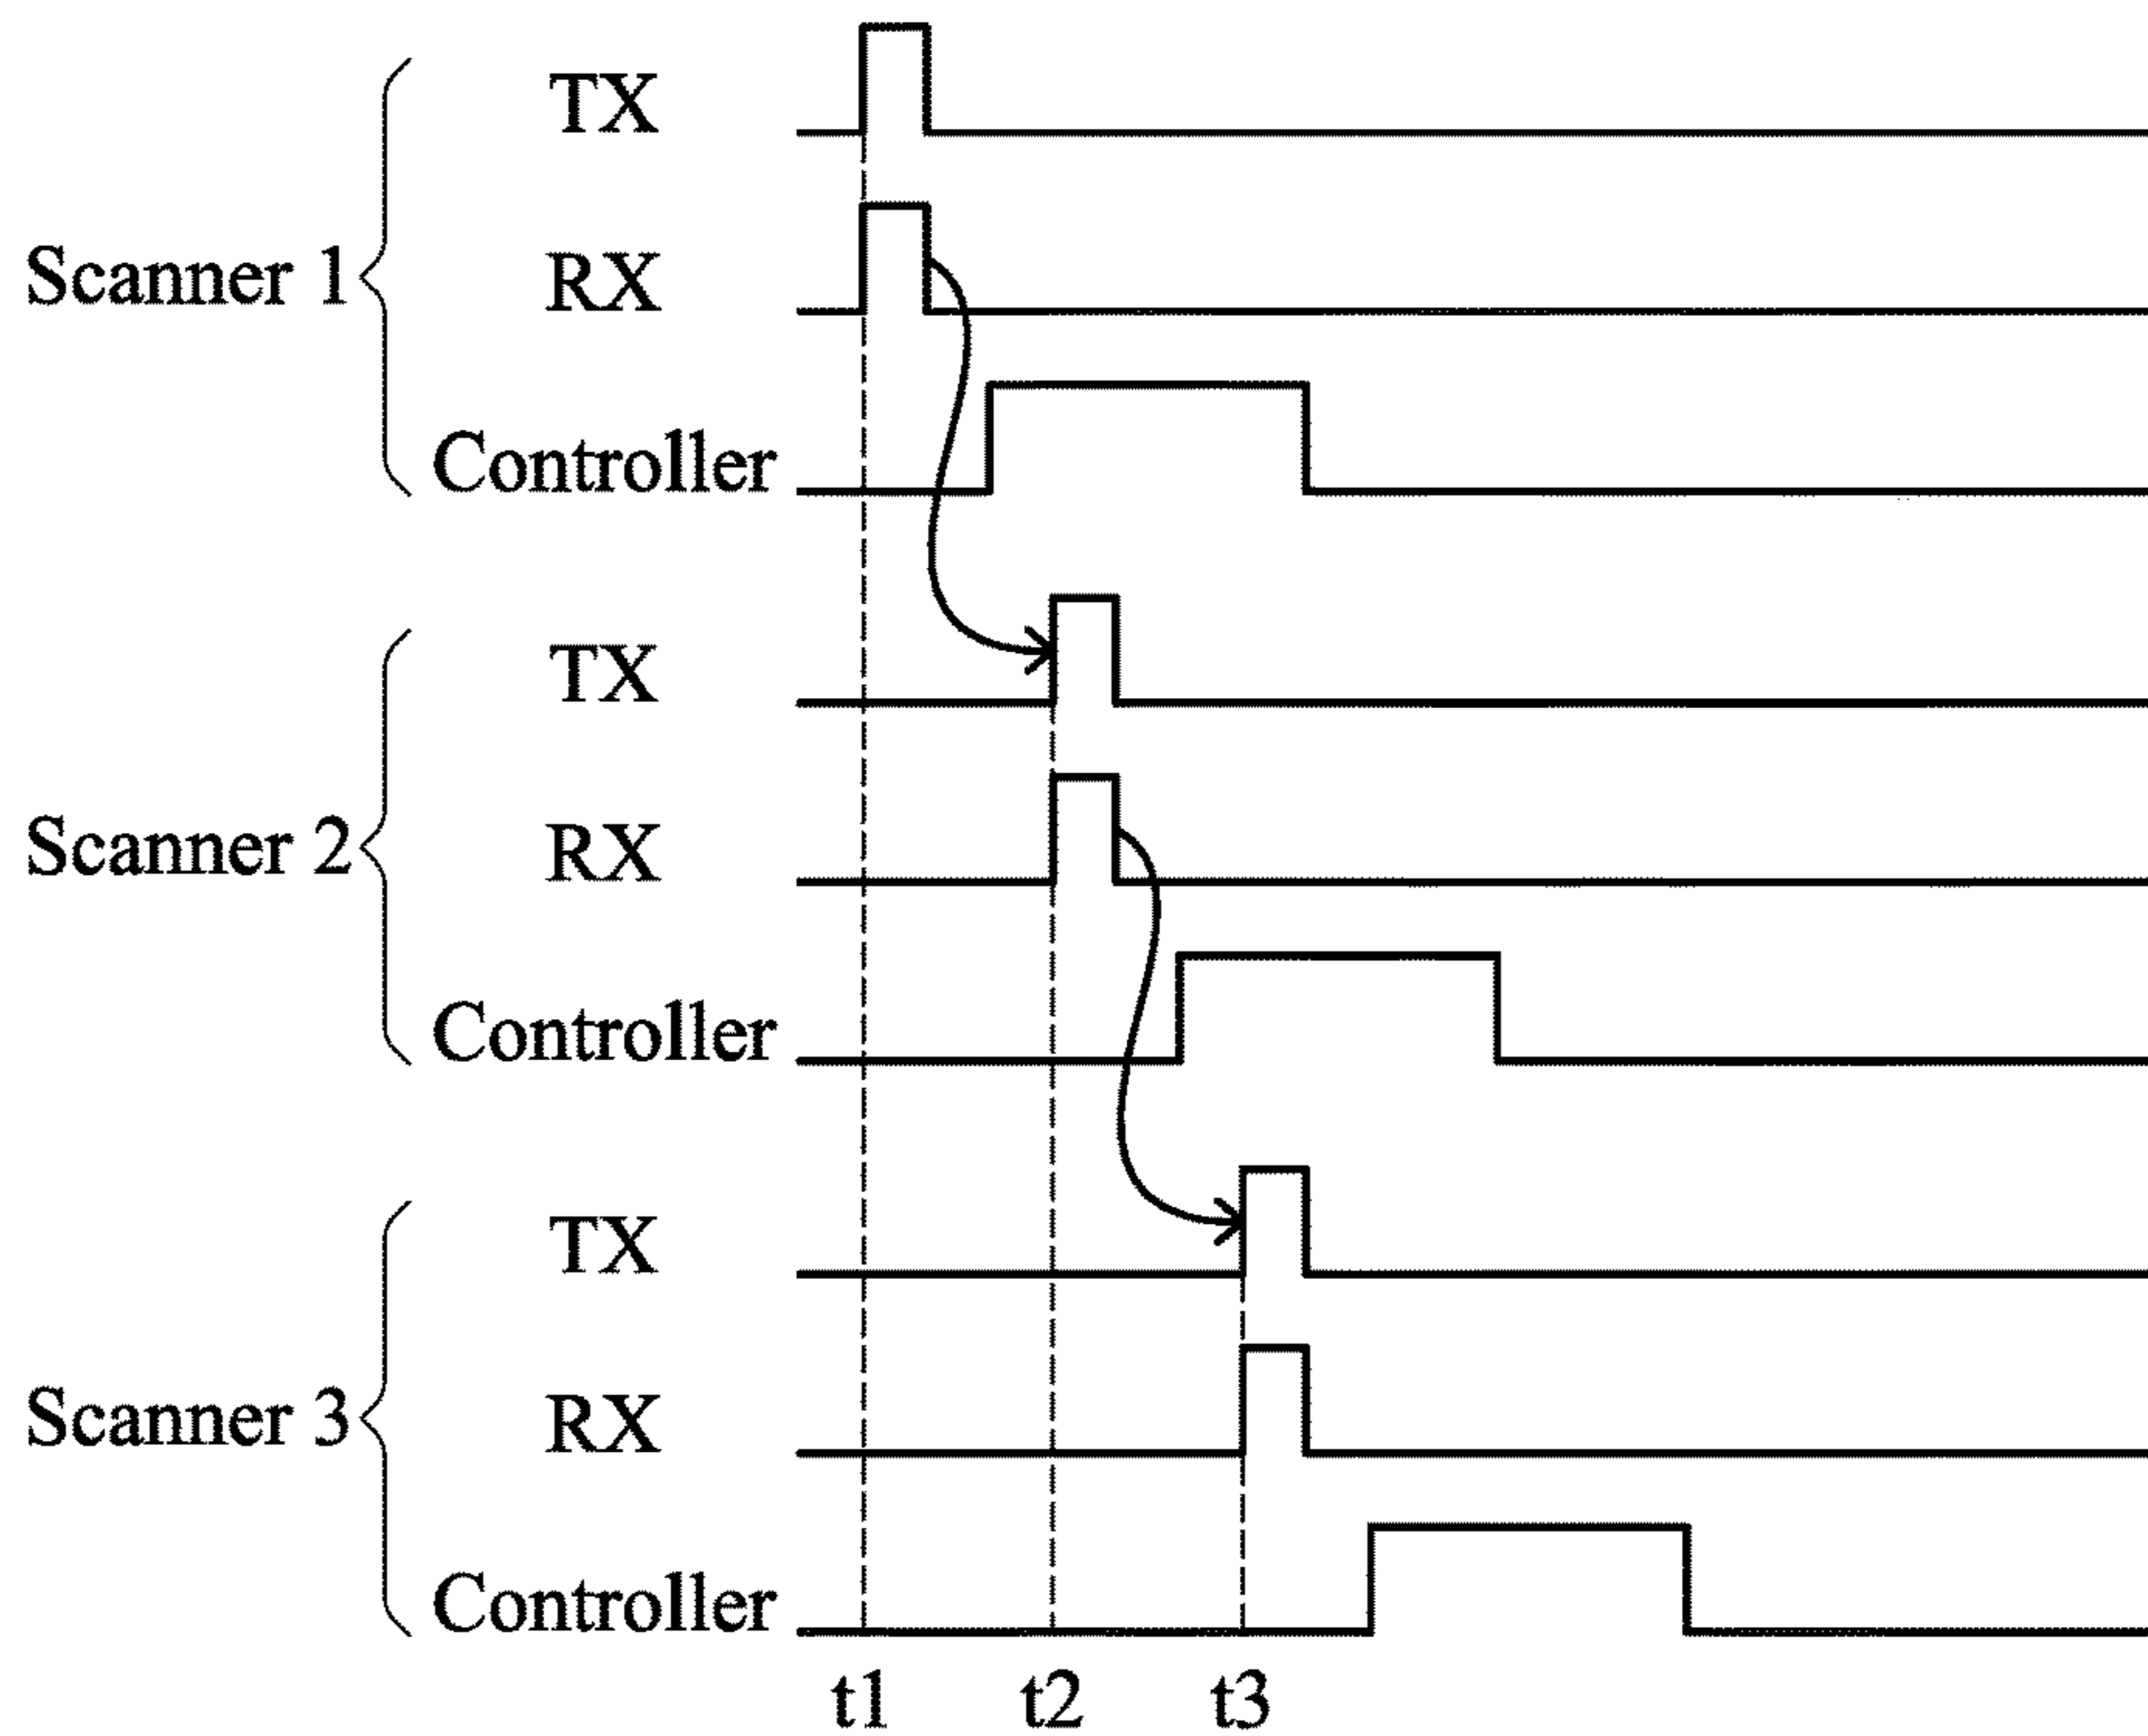 TX
Scanner 1
RX
Controller
TX
Scanner 2
RX
Controller
TX
Scanner 3
RX
Controller
t1 t2 t3